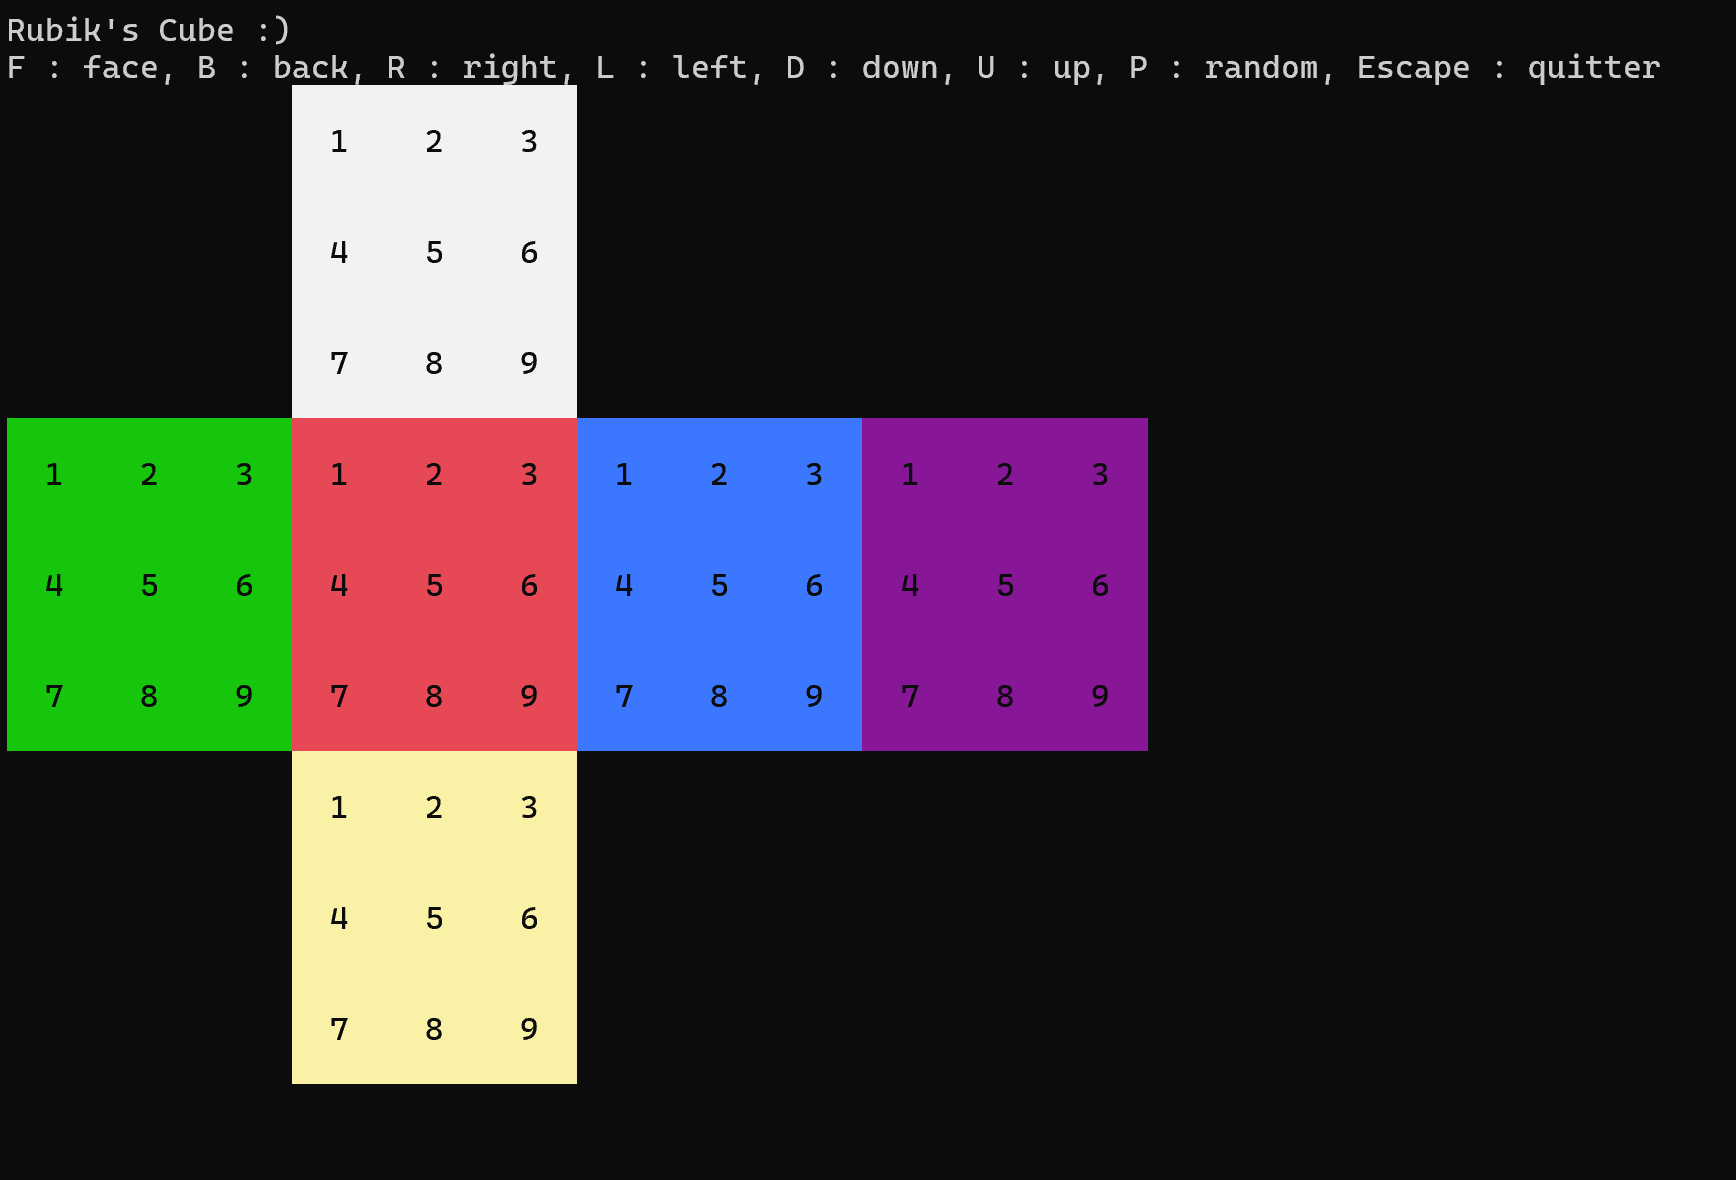 Rubik's Cube :)
F : face, B : back, R : right, L : left, D : down, U : up, P : random, Escape : quitter
1 2 3
4 5 6
7 8 9
1 2 3 1 2 3 1 2 3 1 2 3
4 5 6 4 5 6 4 5 6 4 5 6
7 8 9 7 8 9 7 8 9 7 8 9
1 2 3
4 5 6
7 8 9